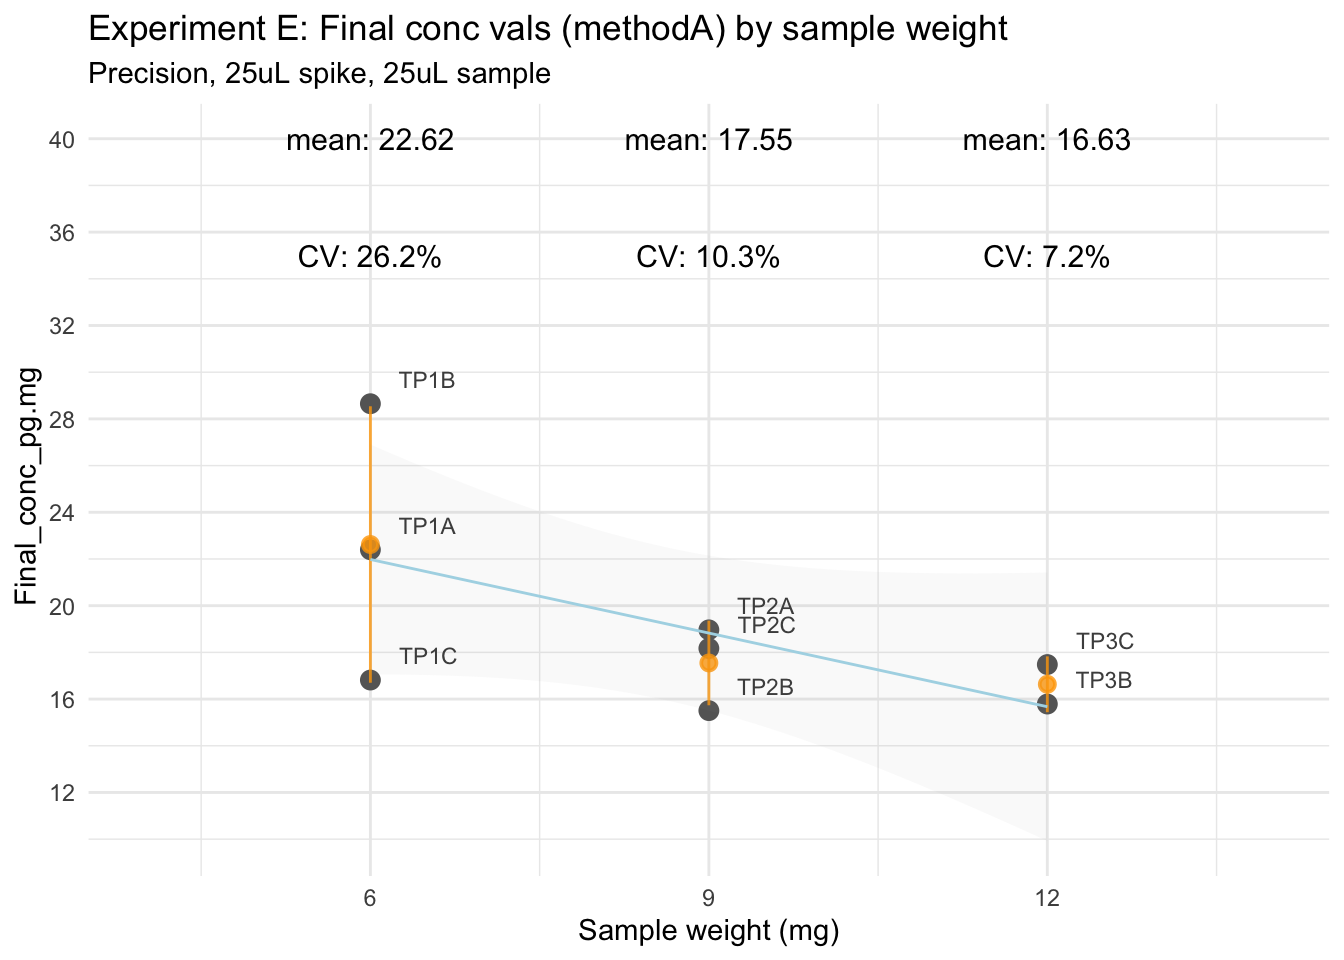 Experiment E: Final conc vals (methodA) by sample weight
Precision, 25uL spike, 25uL sample
40
mean: 22.62
mean: 17.55
mean: 16.63
36
CV: 26.2%
CV: 10.3%
CV: 7.2%
32
TP1B
28
24
TP1A
20
TP2A
TP2C
TP3C
TP1C
TP3B
TP2B
16
12
Final_conc_pg.mg
6
9
12
Sample weight (mg)